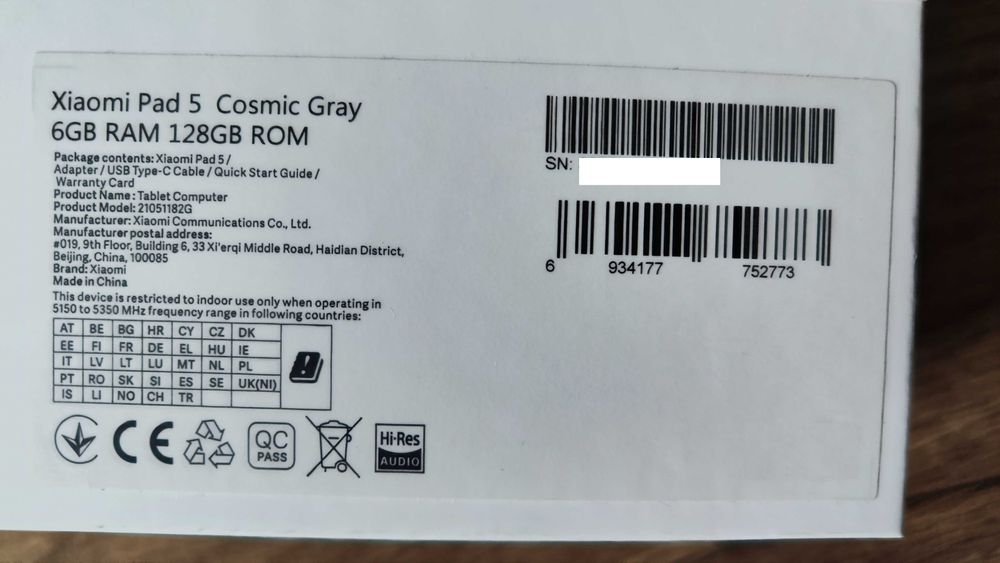 Xiaomi Pad 5 Cosmic Gray
6GB RAM 128GB ROM
Package contents: Xiaomi Pad 5 /
Adapter / USB Type-C Cable / Quick Start Guide /
Warranty Card
Product Name: Tablet Computer
Product Model: 21051182G
Manufacturer: Xiaomi Communications Co., Ltd.
Manufacturer postal address:
#019, 9th Floor, Building 6, 33 Xi'erqi Middle Road, Haidian District,
Beijing, China, 100085
Brand: Xiaomi
Made in China
This device is restricted to indoor use only when operating in
5150 to 5350 MHz frequency range in following countries:
AT BE BG HR CY CZ DK
EE FI FR DE EL HU IE
IT LV LT LU MT NL PL
PT RO SK SI ES SE UK(NI)
IS LI NO CH TR
CE
QC
PASS
Hi-Res
AUDIO
SN:
6 934177 752773